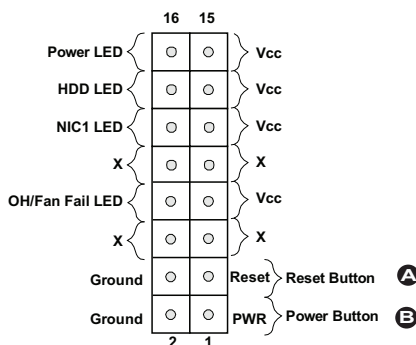 16 15
Power LED Vcc
HDD LED Vcc
NIC1 LED Vcc
X X
OH/Fan Fail LED Vcc
X X
Ground Reset Reset Button A
Ground PWR Power Button B
2 1